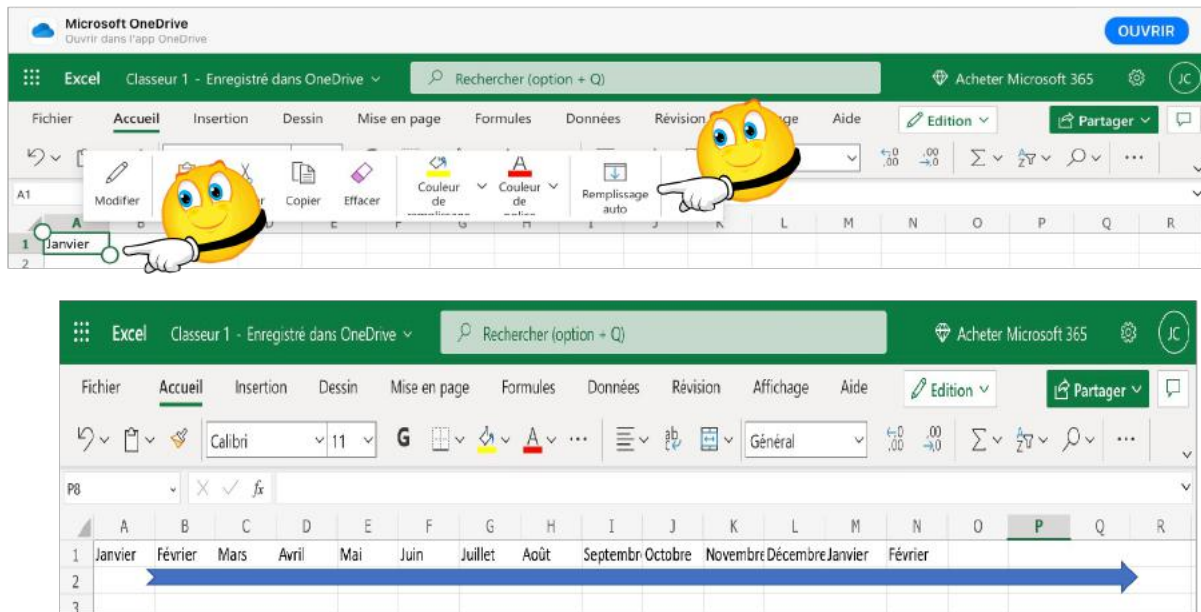 Microsoft OneDrive
Ouvrir dans l'app OneDrive
OUVRIR
Excel Classeur 1 - Enregistré dans OneDrive Rechercher (option + Q) Acheter Microsoft 365 JC
Fichier Accueil Insertion Dessin Mise en page Formules Données Révision Aide Edition Partager
Modifier Copier Effacer Couleur de Couleur de Remplissage auto
A1
A D E F G H I J K L M N O P Q R
1 Janvier
2
Excel Classeur 1 - Enregistré dans OneDrive Rechercher (option + Q) Acheter Microsoft 365 JC
Fichier Accueil Insertion Dessin Mise en page Formules Données Révision Affichage Aide Edition Partager
Calibri 11 G A ab Général
P8 fx
A B C D E F G H I J K L M N O P Q R
1 Janvier Février Mars Avril Mai Juin Juillet Août Septembr Octobre Novembre Décembre Janvier Février
2
3